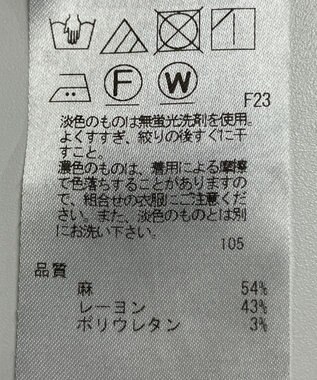 F
W
F23
淡色のものは無蛍光洗剤を使用。
よくすすぎ、絞りの後すぐに干
すこと。
濃色のものは、着用による摩擦
で色落ちすることがありますの
で、組合せの衣服にご注意くだ
さい。また、淡色のものとは別
にお洗い下さい。
105
品質
麻 54%
レーヨン 43%
ポリウレタン 3%